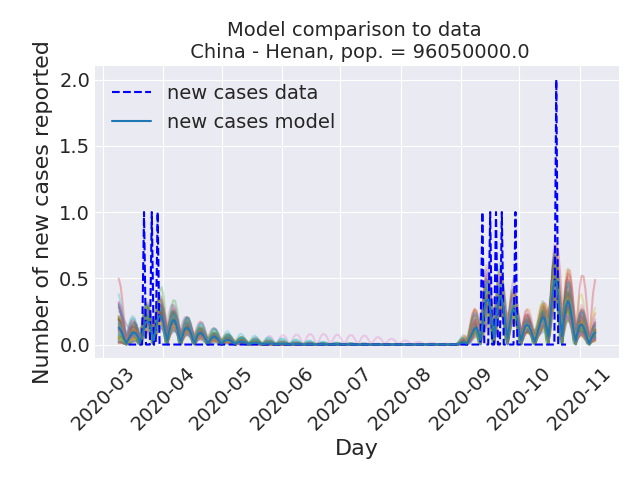 Model comparison to data
China - Henan, pop. = 96050000.0
Number of new cases reported
2.0
1.5
1.0
0.5
0.0
new cases data
new cases model
2020-03
2020-04
2020-05
2020-06
2020-07
2020-08
2020-09
2020-10
2020-11
Day